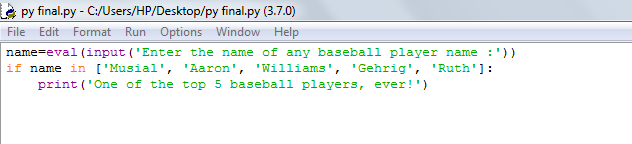 py final.py - C:/Users/HP/Desktop/py final.py (3.7.0)
File Edit Format Run Options Window Help
name=eval(input('Enter the name of any baseball player name :'))
if name in ['Musial', 'Aaron', 'Williams', 'Gehrig', 'Ruth']:
    print('One of the top 5 baseball players, ever!')